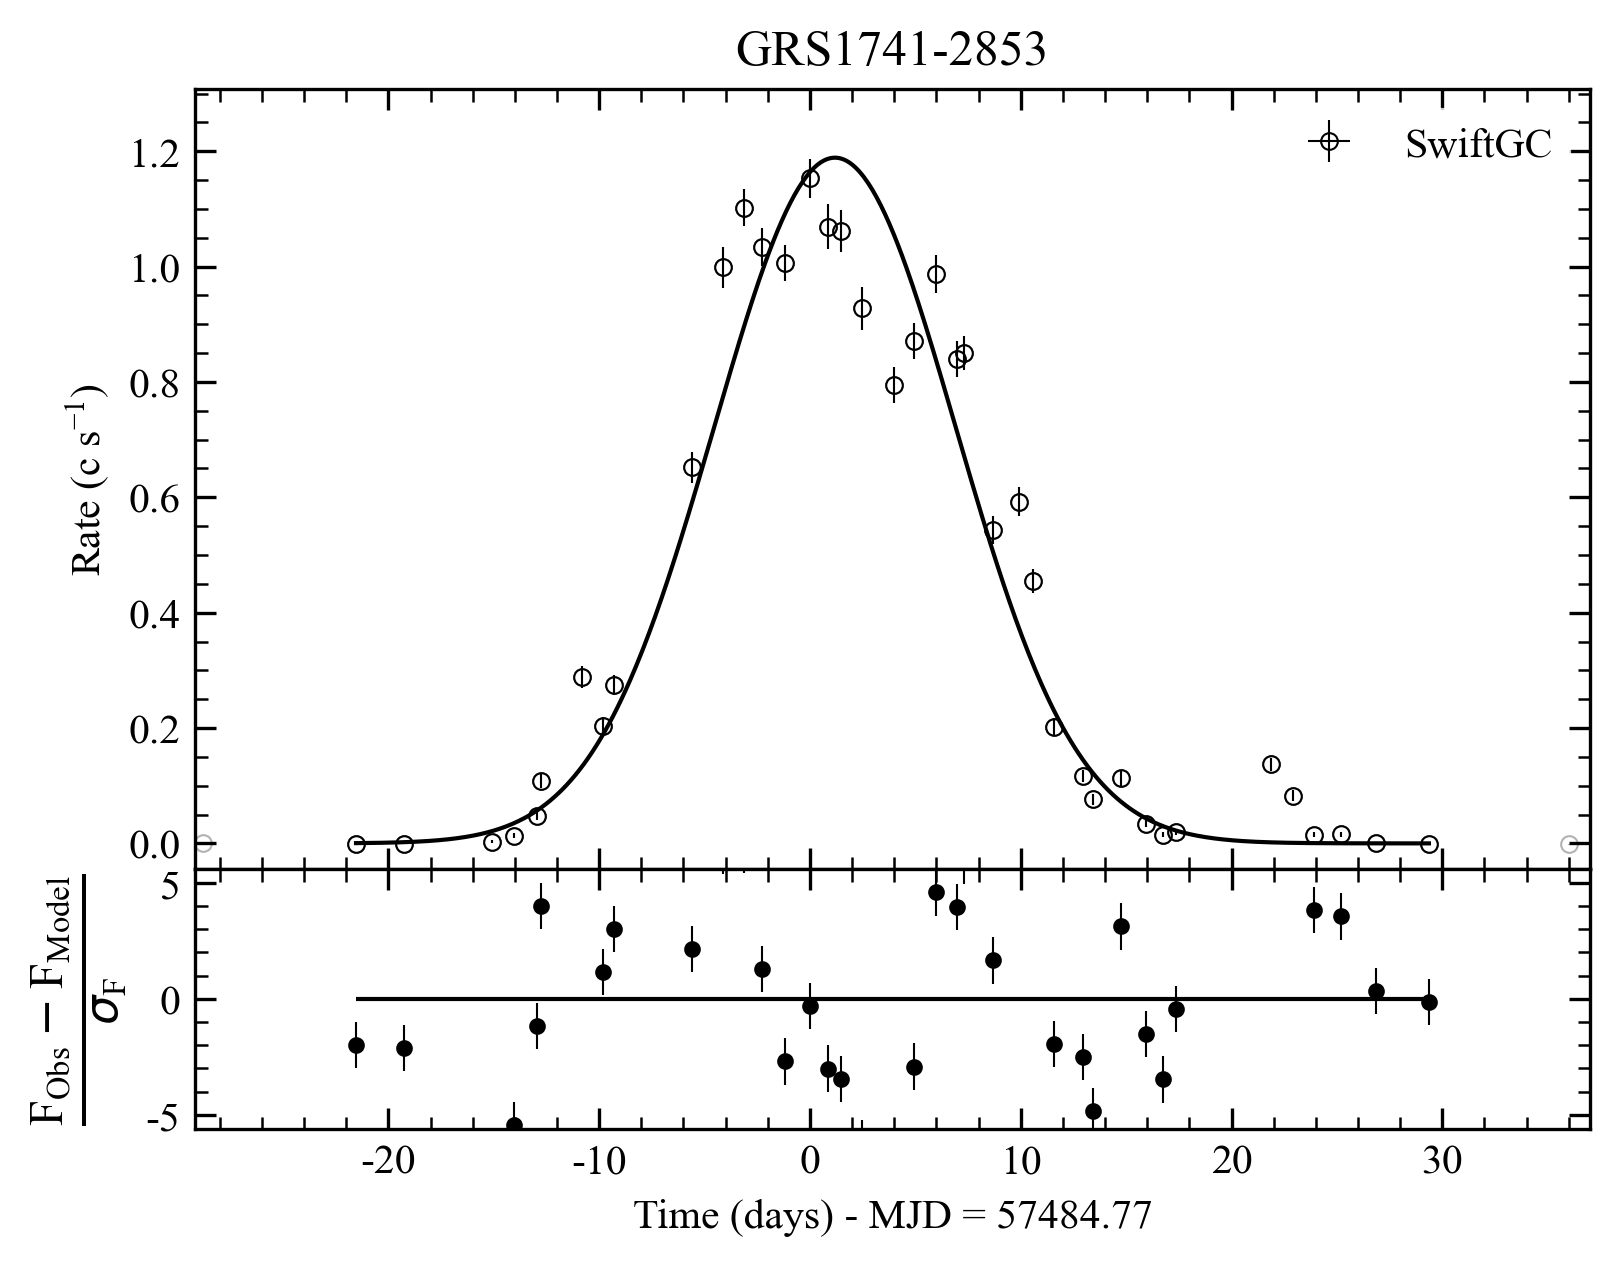 GRS1741-2853
SwiftGC
Rate (c s⁻¹)
1.2
1.0
0.8
0.6
0.4
0.2
0.0
F_Obs − F_Model
σ_F
5
0
-5
-20 -10 0 10 20 30
Time (days) - MJD = 57484.77